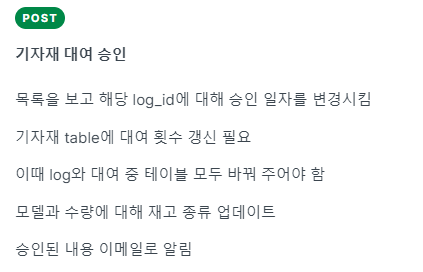 POST
기자재 대여 승인
목록을 보고 해당 log_id에 대해 승인 일자를 변경시킴
기자재 table에 대여 횟수 갱신 필요
이때 log와 대여 중 테이블 모두 바꿔 주어야 함
모델과 수량에 대해 재고 종류 업데이트
승인된 내용 이메일로 알림